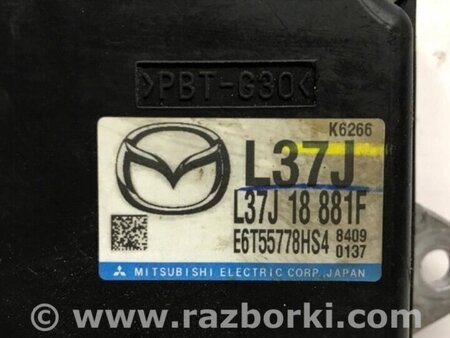 >PBT-G30<
K6266
L37J
L37J 18 881F
E6T55778HS4 8409
0137
MITSUBISHI ELECTRIC CORP. JAPAN
© www.razborki.com